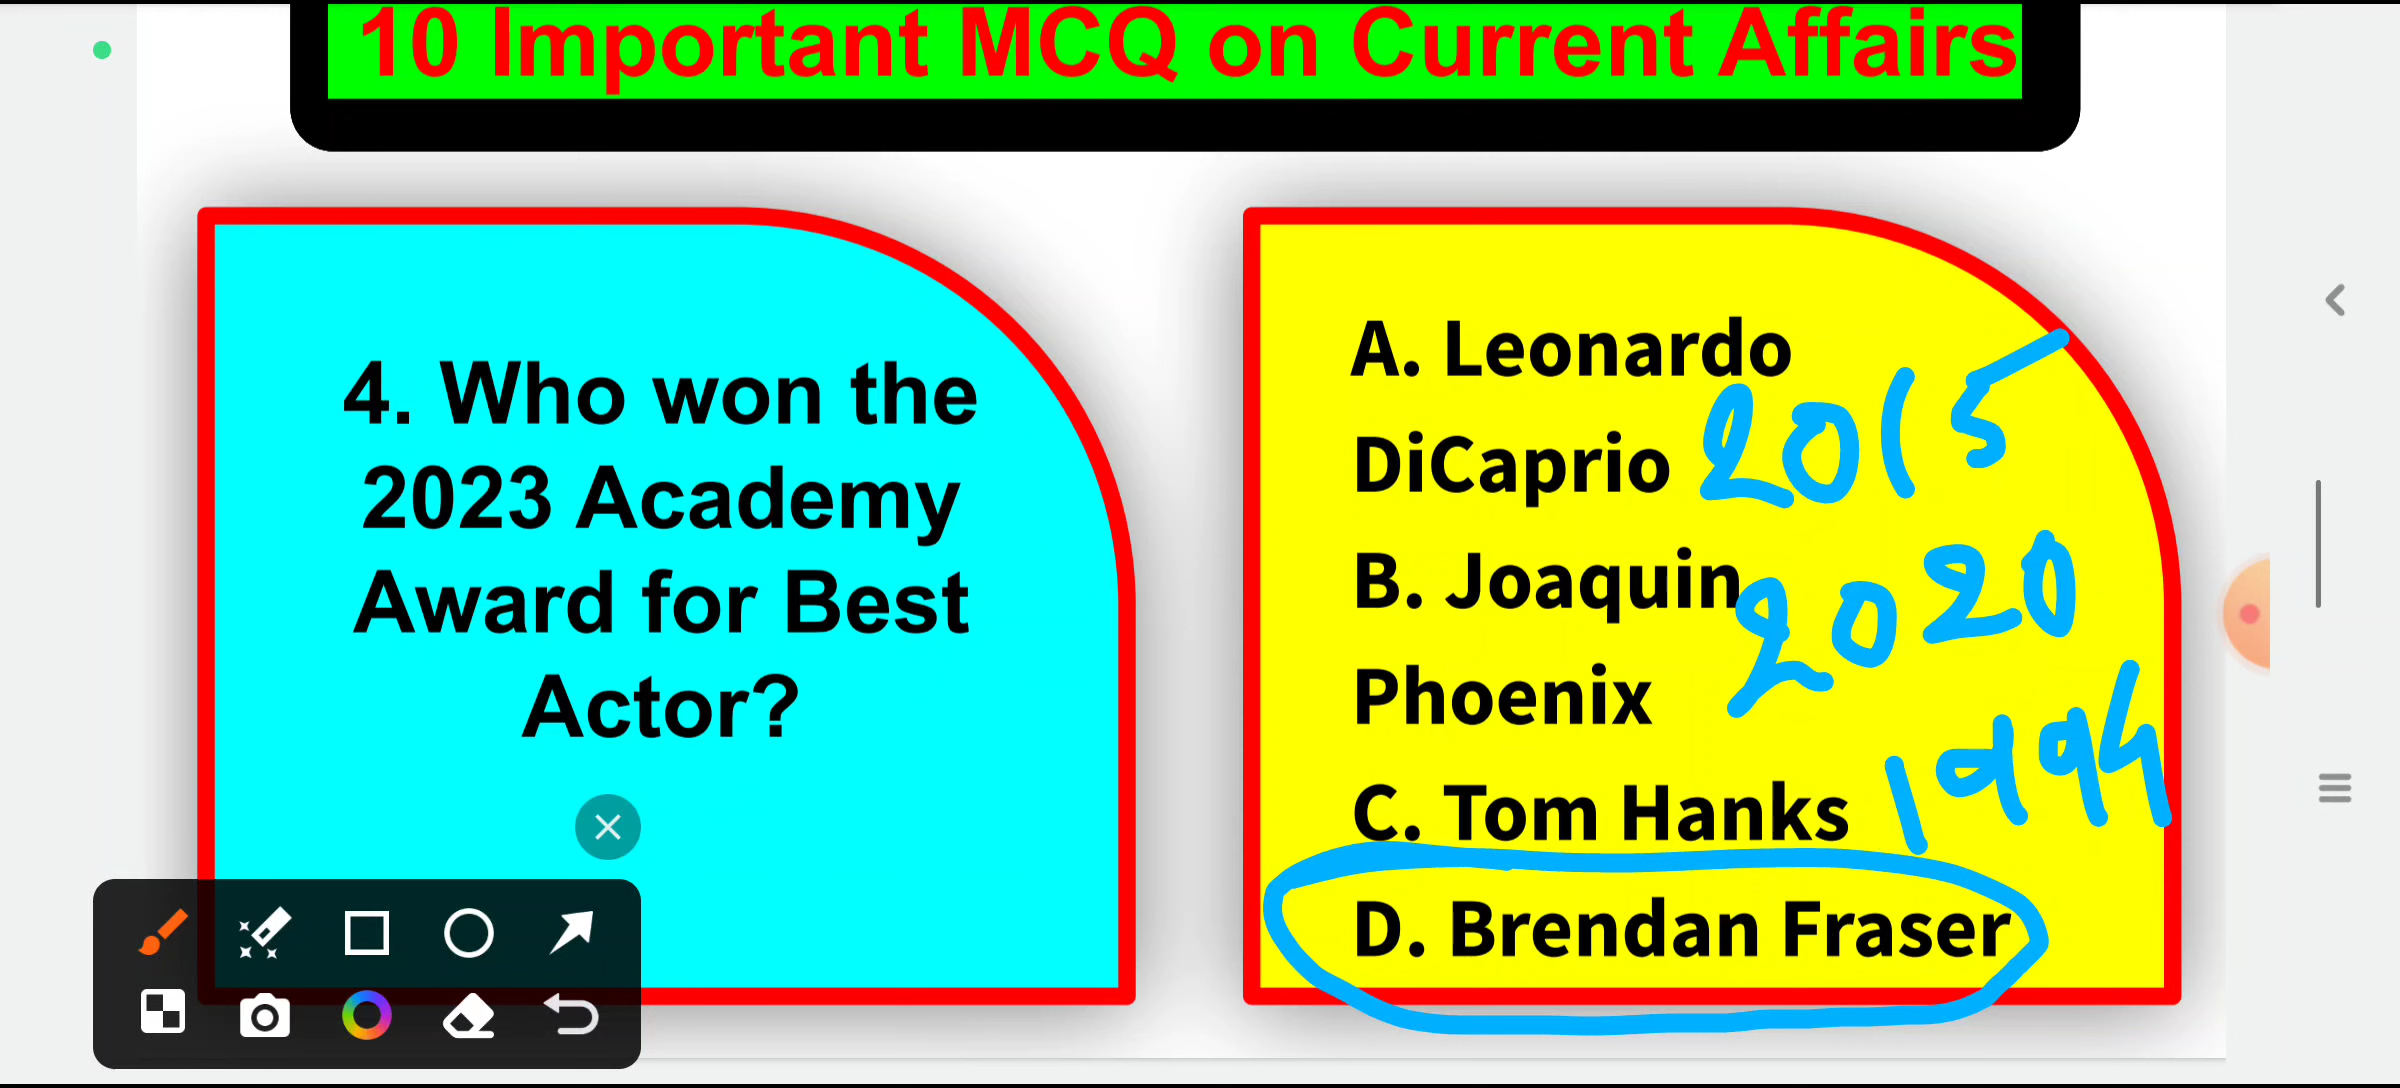 10 Important MCQ on Current Affairs
4. Who won the
2023 Academy
Award for Best
Actor?
A. Leonardo
DiCaprio 2015
B. Joaquin
Phoenix 2020
C. Tom Hanks 1994
D. Brendan Fraser